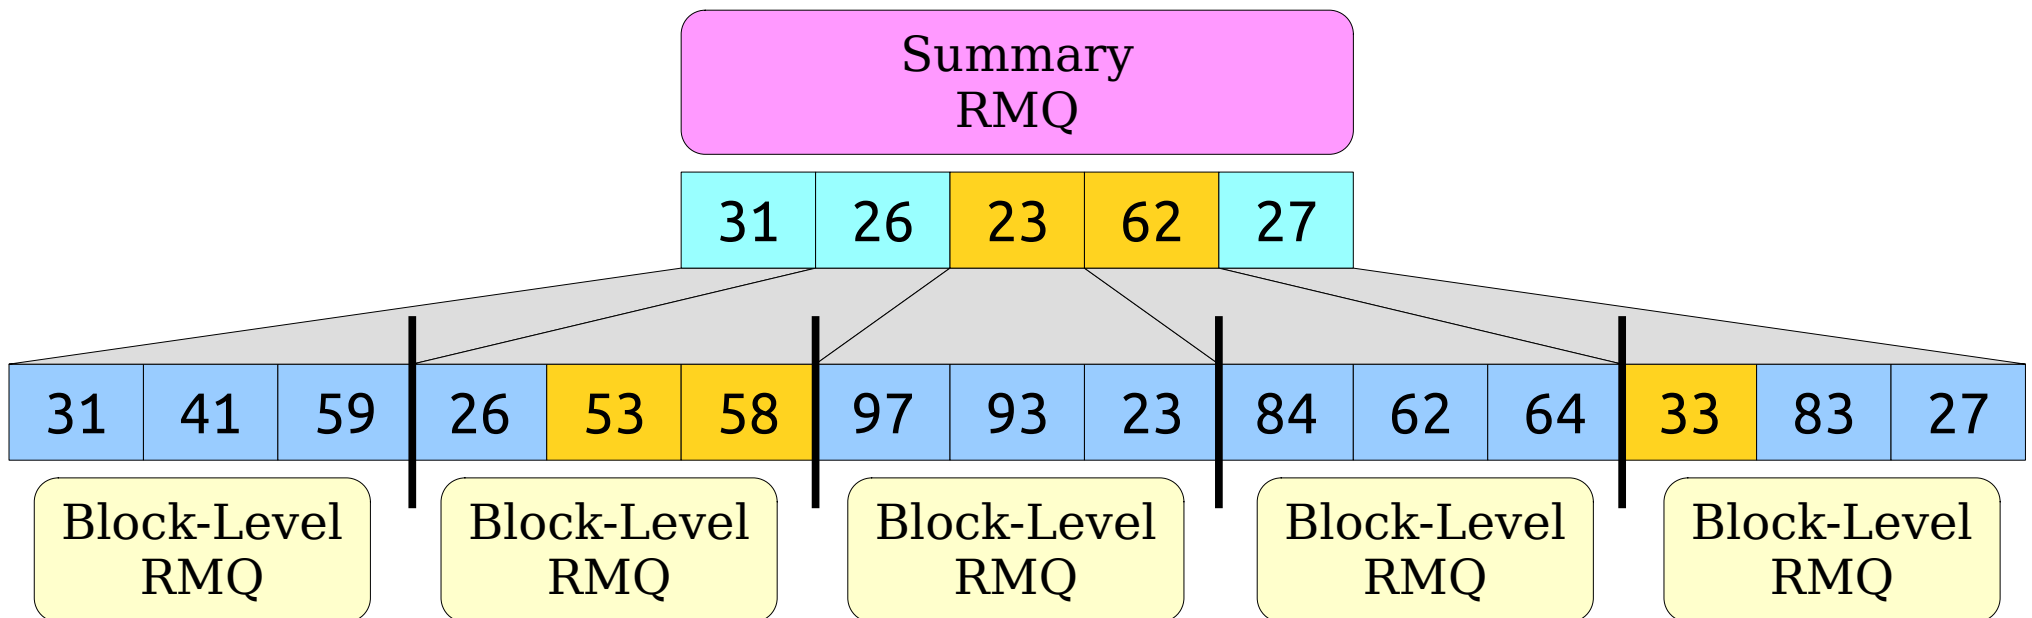 Summary
RMQ
31 26 23 62 27
31 41 59 26 53 58 97 93 23 84 62 64 33 83 27
Block-Level Block-Level Block-Level Block-Level Block-Level
RMQ RMQ RMQ RMQ RMQ